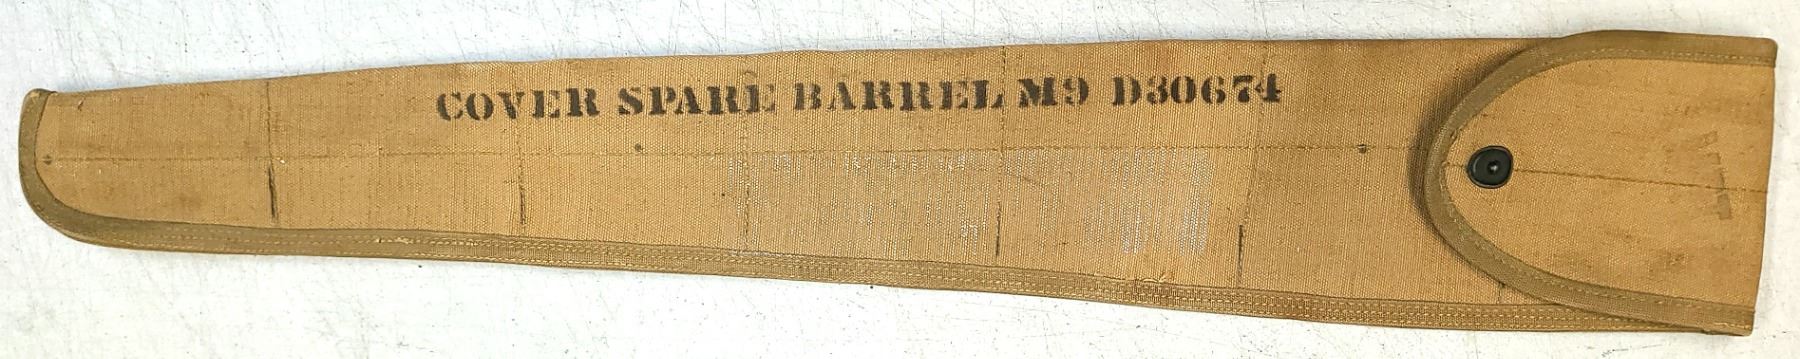 COVER SPARE BARREL M9 D30674